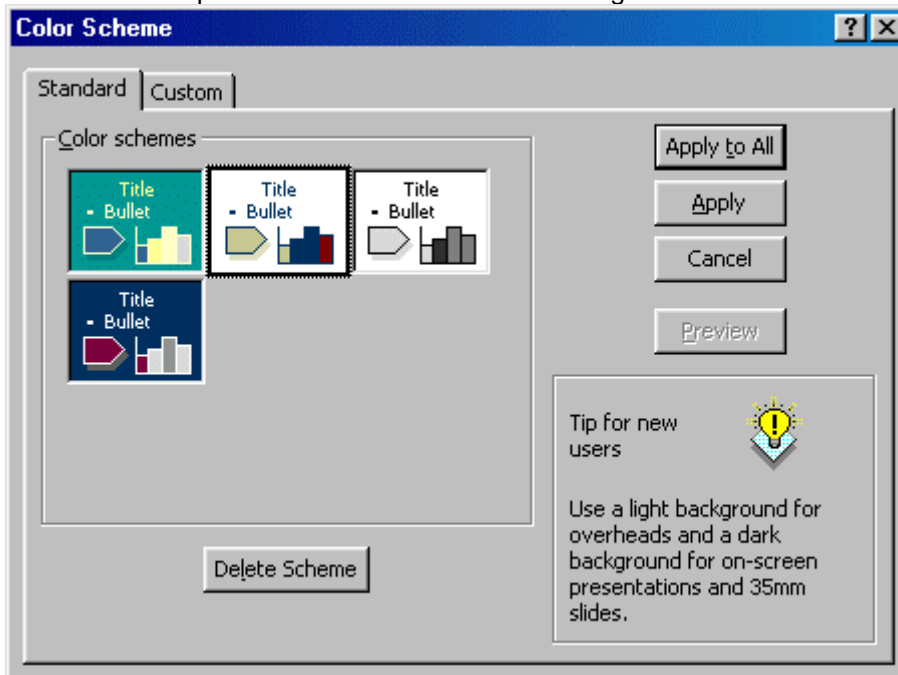 Color Scheme
Standard Custom
Color schemes
Title
- Bullet
Title
- Bullet
Title
- Bullet
Title
- Bullet
Apply to All
Apply
Cancel
Preview
Tip for new
users
Use a light background for
overheads and a dark
background for on-screen
presentations and 35mm
slides.
Delete Scheme